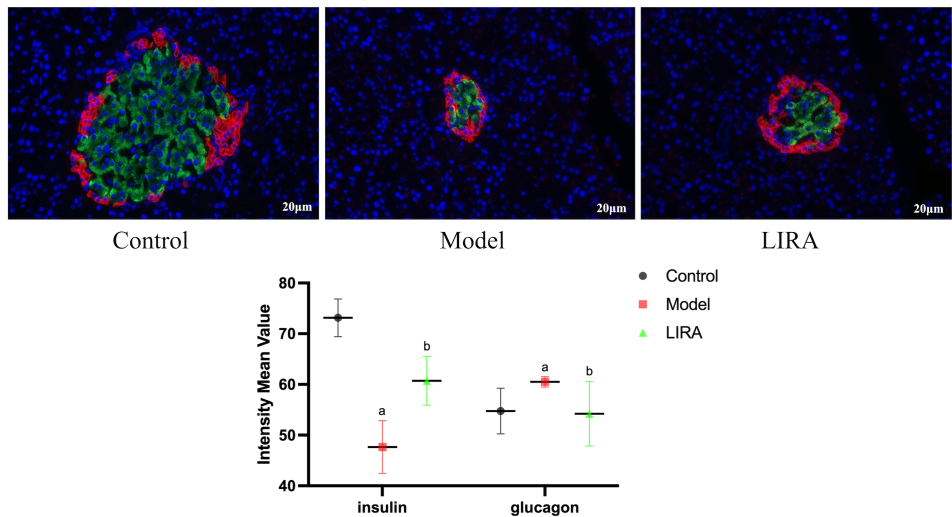 20μm 20μm 20μm
Control Model LIRA
Control
Model
LIRA
Intensity Mean Value
80
70
60
50
40
a
b
a
b
insulin glucagon